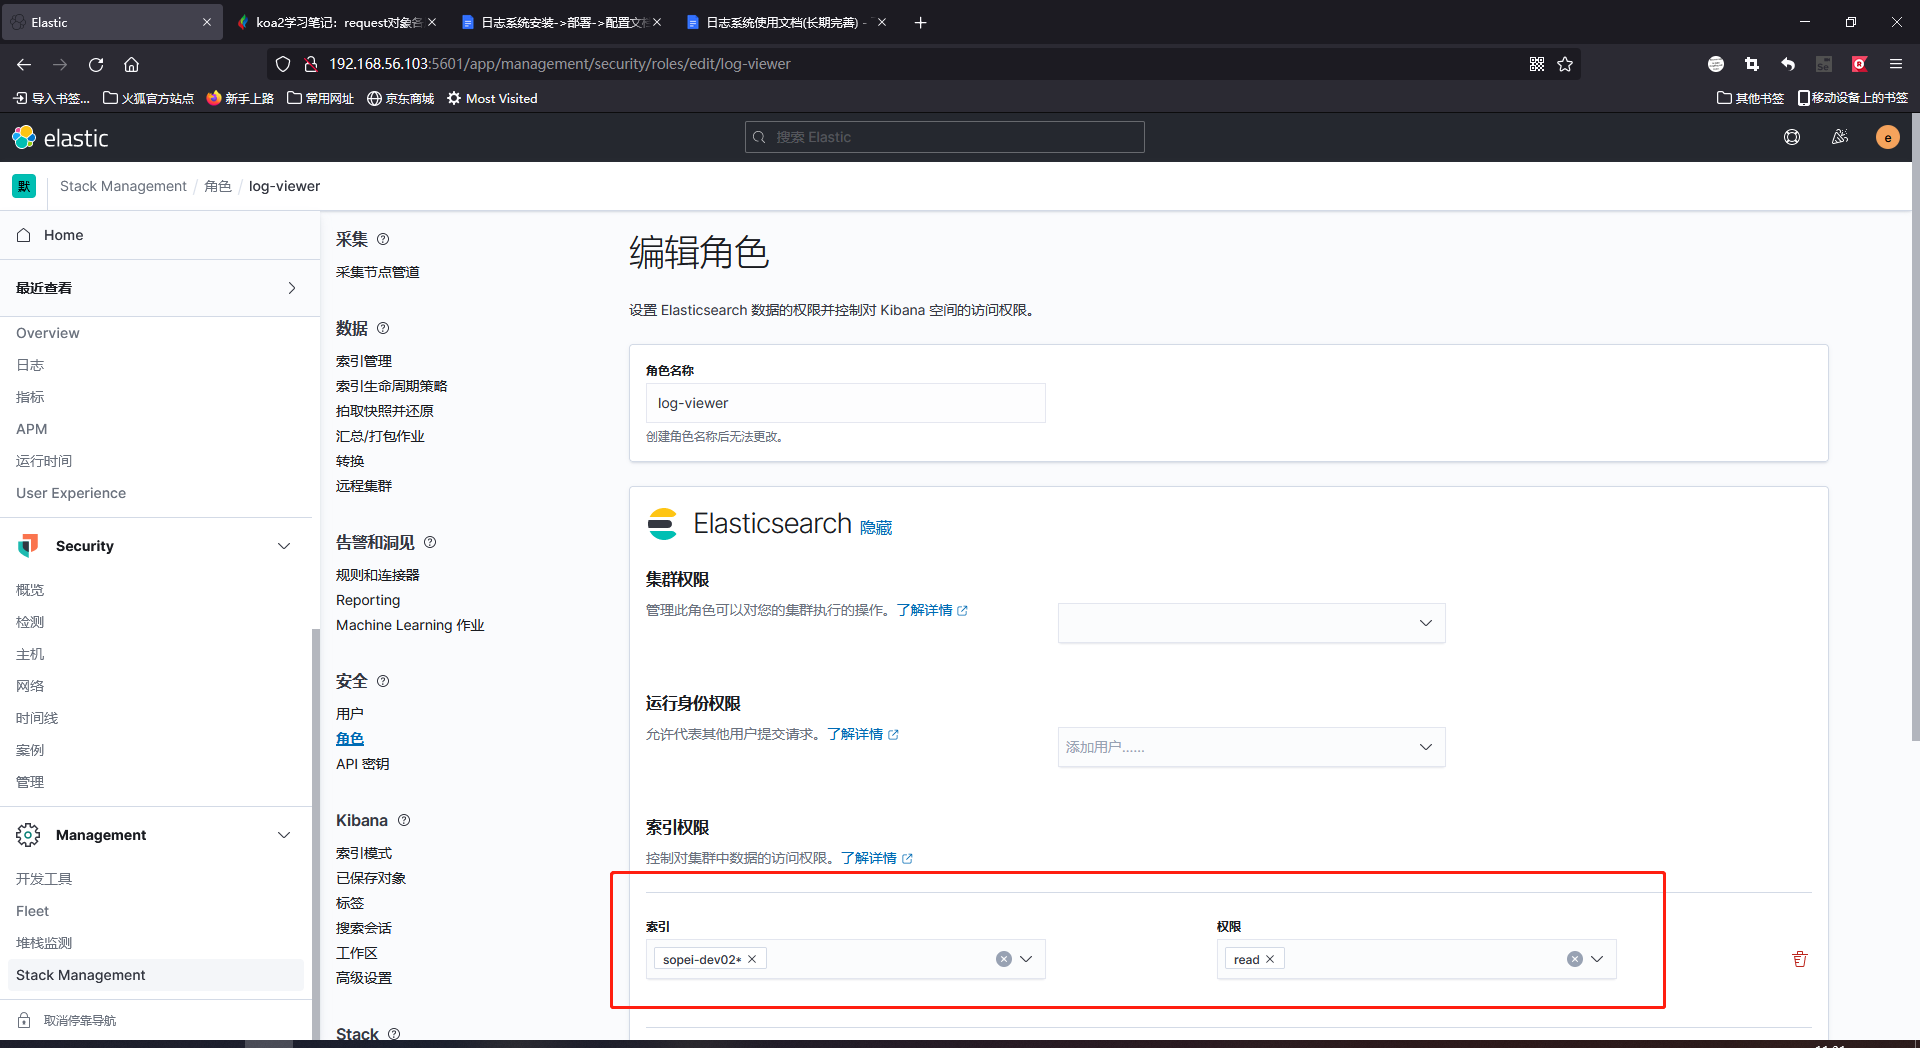 Elastic
koa2学习笔记：request对象各
日志系统安装->部署->配置文档
日志系统使用文档(长期完善) -
192.168.56.103:5601/app/management/security/roles/edit/log-viewer
导入书签... 火狐官方站点 新手上路 常用网址 京东商城 Most Visited 其他书签 移动设备上的书签
elastic
搜索 Elastic
e
默 Stack Management / 角色 / log-viewer
Home
最近查看
Overview
日志
指标
APM
运行时间
User Experience
Security
概览
检测
主机
网络
时间线
案例
管理
Management
开发工具
Fleet
堆栈监测
Stack Management
取消停靠导航
采集
采集节点管道
数据
索引管理
索引生命周期策略
拍取快照并还原
汇总/打包作业
转换
远程集群
告警和洞见
规则和连接器
Reporting
Machine Learning 作业
安全
用户
角色
API 密钥
Kibana
索引模式
已保存对象
标签
搜索会话
工作区
高级设置
Stack
编辑角色
设置 Elasticsearch 数据的权限并控制对 Kibana 空间的访问权限。
角色名称
log-viewer
创建角色名称后无法更改。
Elasticsearch 隐藏
集群权限
管理此角色可以对您的集群执行的操作。了解详情
运行身份权限
允许代表其他用户提交请求。了解详情
添加用户......
索引权限
控制对集群中数据的访问权限。了解详情
索引
sopei-dev02*
权限
read